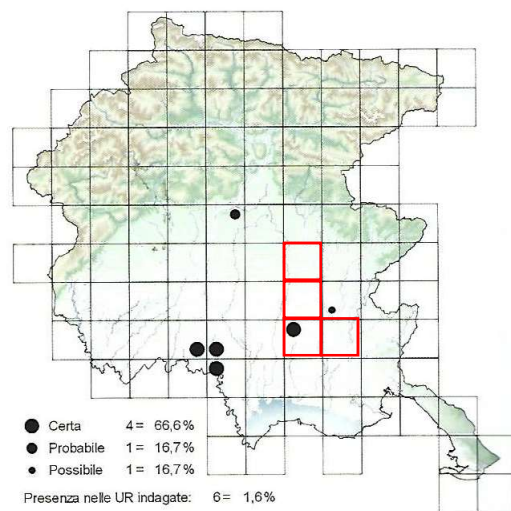 Certa 4= 66,6%
Probabile 1= 16,7%
Possibile 1= 16,7%
Presenza nelle UR indagate: 6= 1,6%